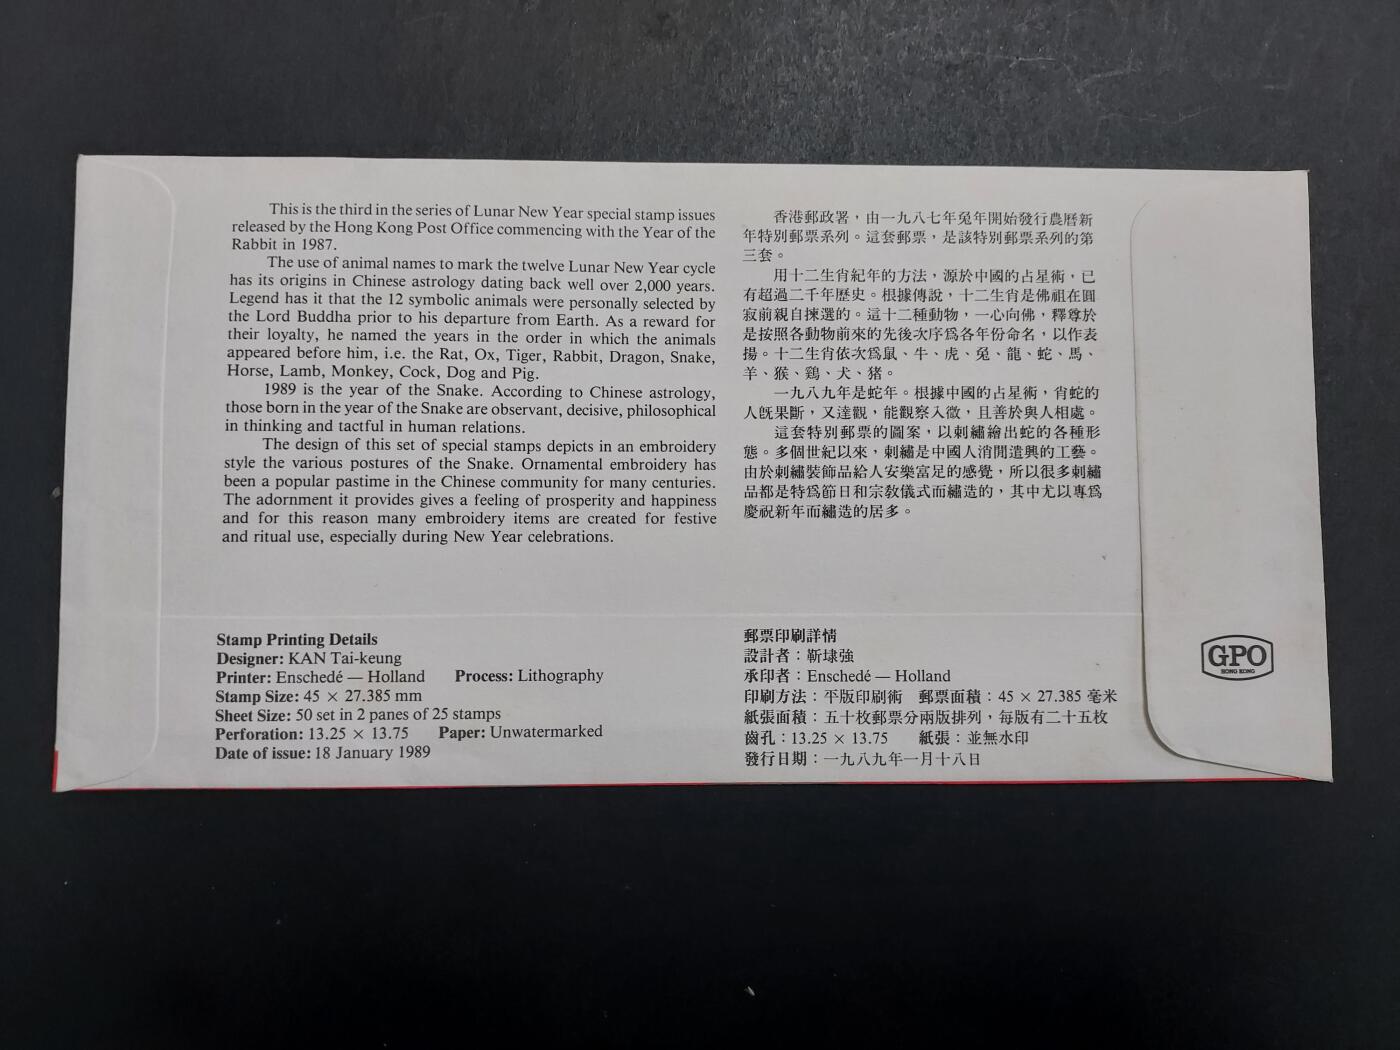 This is the third in the series of Lunar New Year special stamp issues
released by the Hong Kong Post Office commencing with the Year of the
Rabbit in 1987.
The use of animal names to mark the twelve Lunar New Year cycle
has its origins in Chinese astrology dating back well over 2,000 years.
Legend has it that the 12 symbolic animals were personally selected by
the Lord Buddha prior to his departure from Earth. As a reward for
their loyalty, he named the years in the order in which the animals
appeared before him, i.e. the Rat, Ox, Tiger, Rabbit, Dragon, Snake,
Horse, Lamb, Monkey, Cock, Dog and Pig.
1989 is the year of the Snake. According to Chinese astrology,
those born in the year of the Snake are observant, decisive, philosophical
in thinking and tactful in human relations.
The design of this set of special stamps depicts in an embroidery
style the various postures of the Snake. Ornamental embroidery has
been a popular pastime in the Chinese community for many centuries.
The adornment it provides gives a feeling of prosperity and happiness
and for this reason many embroidery items are created for festive
and ritual use, especially during New Year celebrations.
香港郵政署，由一九八七年兔年開始發行農曆新
年特別郵票系列。這套郵票，是該特別郵票系列的第
三套。
用十二生肖紀年的方法，源於中國的占星術，已
有超過二千年歷史。根據傳說，十二生肖是佛祖在圓
寂前親自揀選的。這十二種動物，一心向佛，釋尊於
是按照各動物前來的先後次序爲各年份命名，以作表
揚。十二生肖依次爲鼠、牛、虎、兔、龍、蛇、馬、
羊、猴、鷄、犬、猪。
一九八九年是蛇年。根據中國的占星術，肖蛇的
人旣果斷，又達觀，能觀察入微，且善於與人相處。
這套特別郵票的圖案，以刺繡繪出蛇的各種形
態。多個世紀以來，刺繡是中國人消閒遣興的工藝。
由於刺繡裝飾品給人安樂富足的感覺，所以很多刺繡
品都是特爲節日和宗教儀式而繡造的，其中尤以專爲
慶祝新年而繡造的居多。
Stamp Printing Details
Designer: KAN Tai-keung
Printer: Enschedé — Holland Process: Lithography
Stamp Size: 45 × 27.385 mm
Sheet Size: 50 set in 2 panes of 25 stamps
Perforation: 13.25 × 13.75 Paper: Unwatermarked
Date of issue: 18 January 1989
郵票印刷詳情
設計者：靳埭強
承印者：Enschedé — Holland
印刷方法：平版印刷術 郵票面積：45 × 27.385 毫米
紙張面積：五十枚郵票分兩版排列，每版有二十五枚
齒孔：13.25 × 13.75 紙張：並無水印
發行日期：一九八九年一月十八日
GPO
HONG KONG